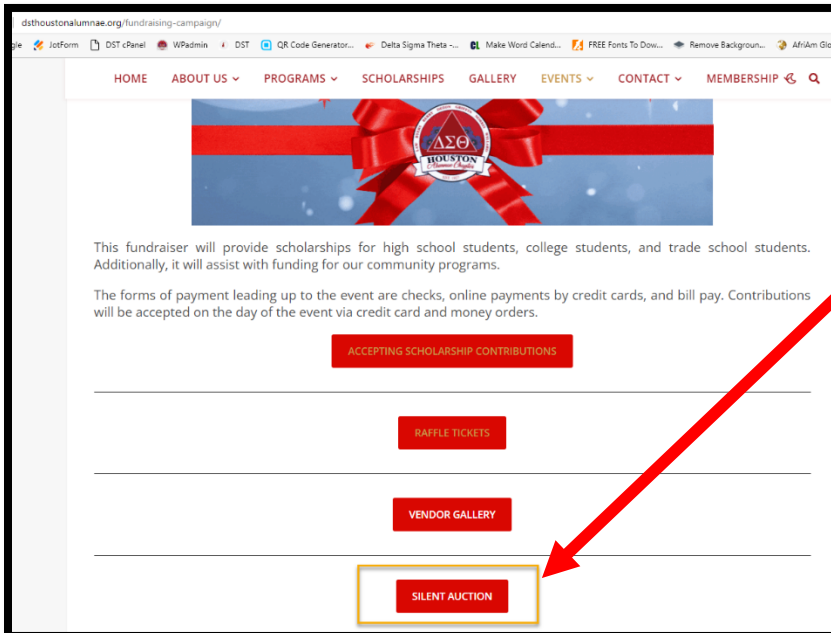 dsthoustonalumnae.org/fundraising-campaign/
gle JotForm DST cPanel WPadmin DST QR Code Generator... Delta Sigma Theta -... Make Word Calend... FREE Fonts To Dow... Remove Backgroun... AfriAm Glo
HOME ABOUT US PROGRAMS SCHOLARSHIPS GALLERY EVENTS CONTACT MEMBERSHIP
ΔΣΘ
HOUSTON
Alumnae Chapter
This fundraiser will provide scholarships for high school students, college students, and trade school students.
Additionally, it will assist with funding for our community programs.
The forms of payment leading up to the event are checks, online payments by credit cards, and bill pay. Contributions
will be accepted on the day of the event via credit card and money orders.
ACCEPTING SCHOLARSHIP CONTRIBUTIONS
RAFFLE TICKETS
VENDOR GALLERY
SILENT AUCTION